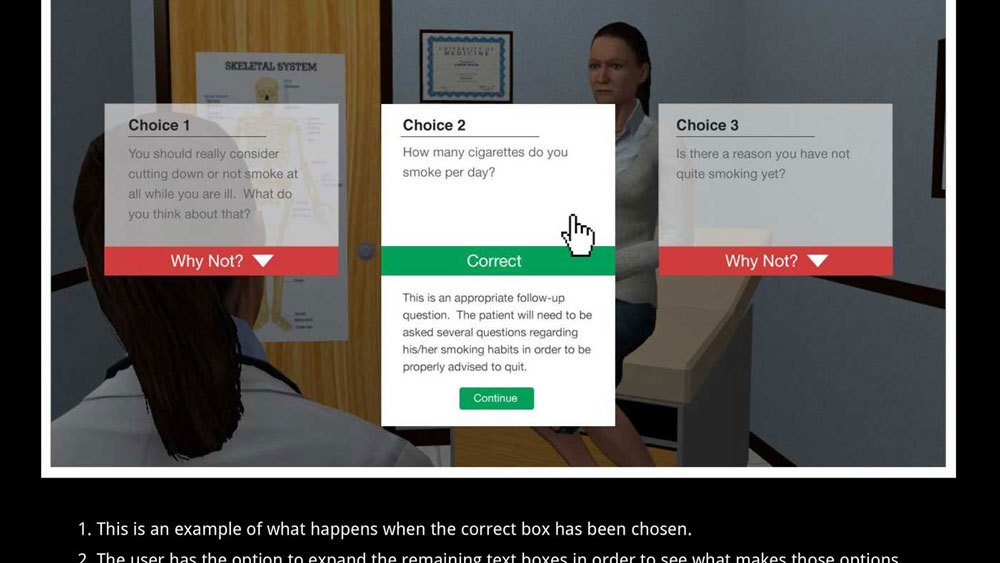 SKELETAL SYSTEM
UNIVERSITY OF
MEDICINE
Choice 1
You should really consider
cutting down or not smoke at
all while you are ill. What do
you think about that?
Why Not?
Choice 2
How many cigarettes do you
smoke per day?
Correct
This is an appropriate follow-up
question. The patient will need to be
asked several questions regarding
his/her smoking habits in order to be
properly advised to quit.
Continue
Choice 3
Is there a reason you have not
quite smoking yet?
Why Not?
1. This is an example of what happens when the correct box has been chosen.
2. The user has the option to expand the remaining text boxes in order to see what makes those options